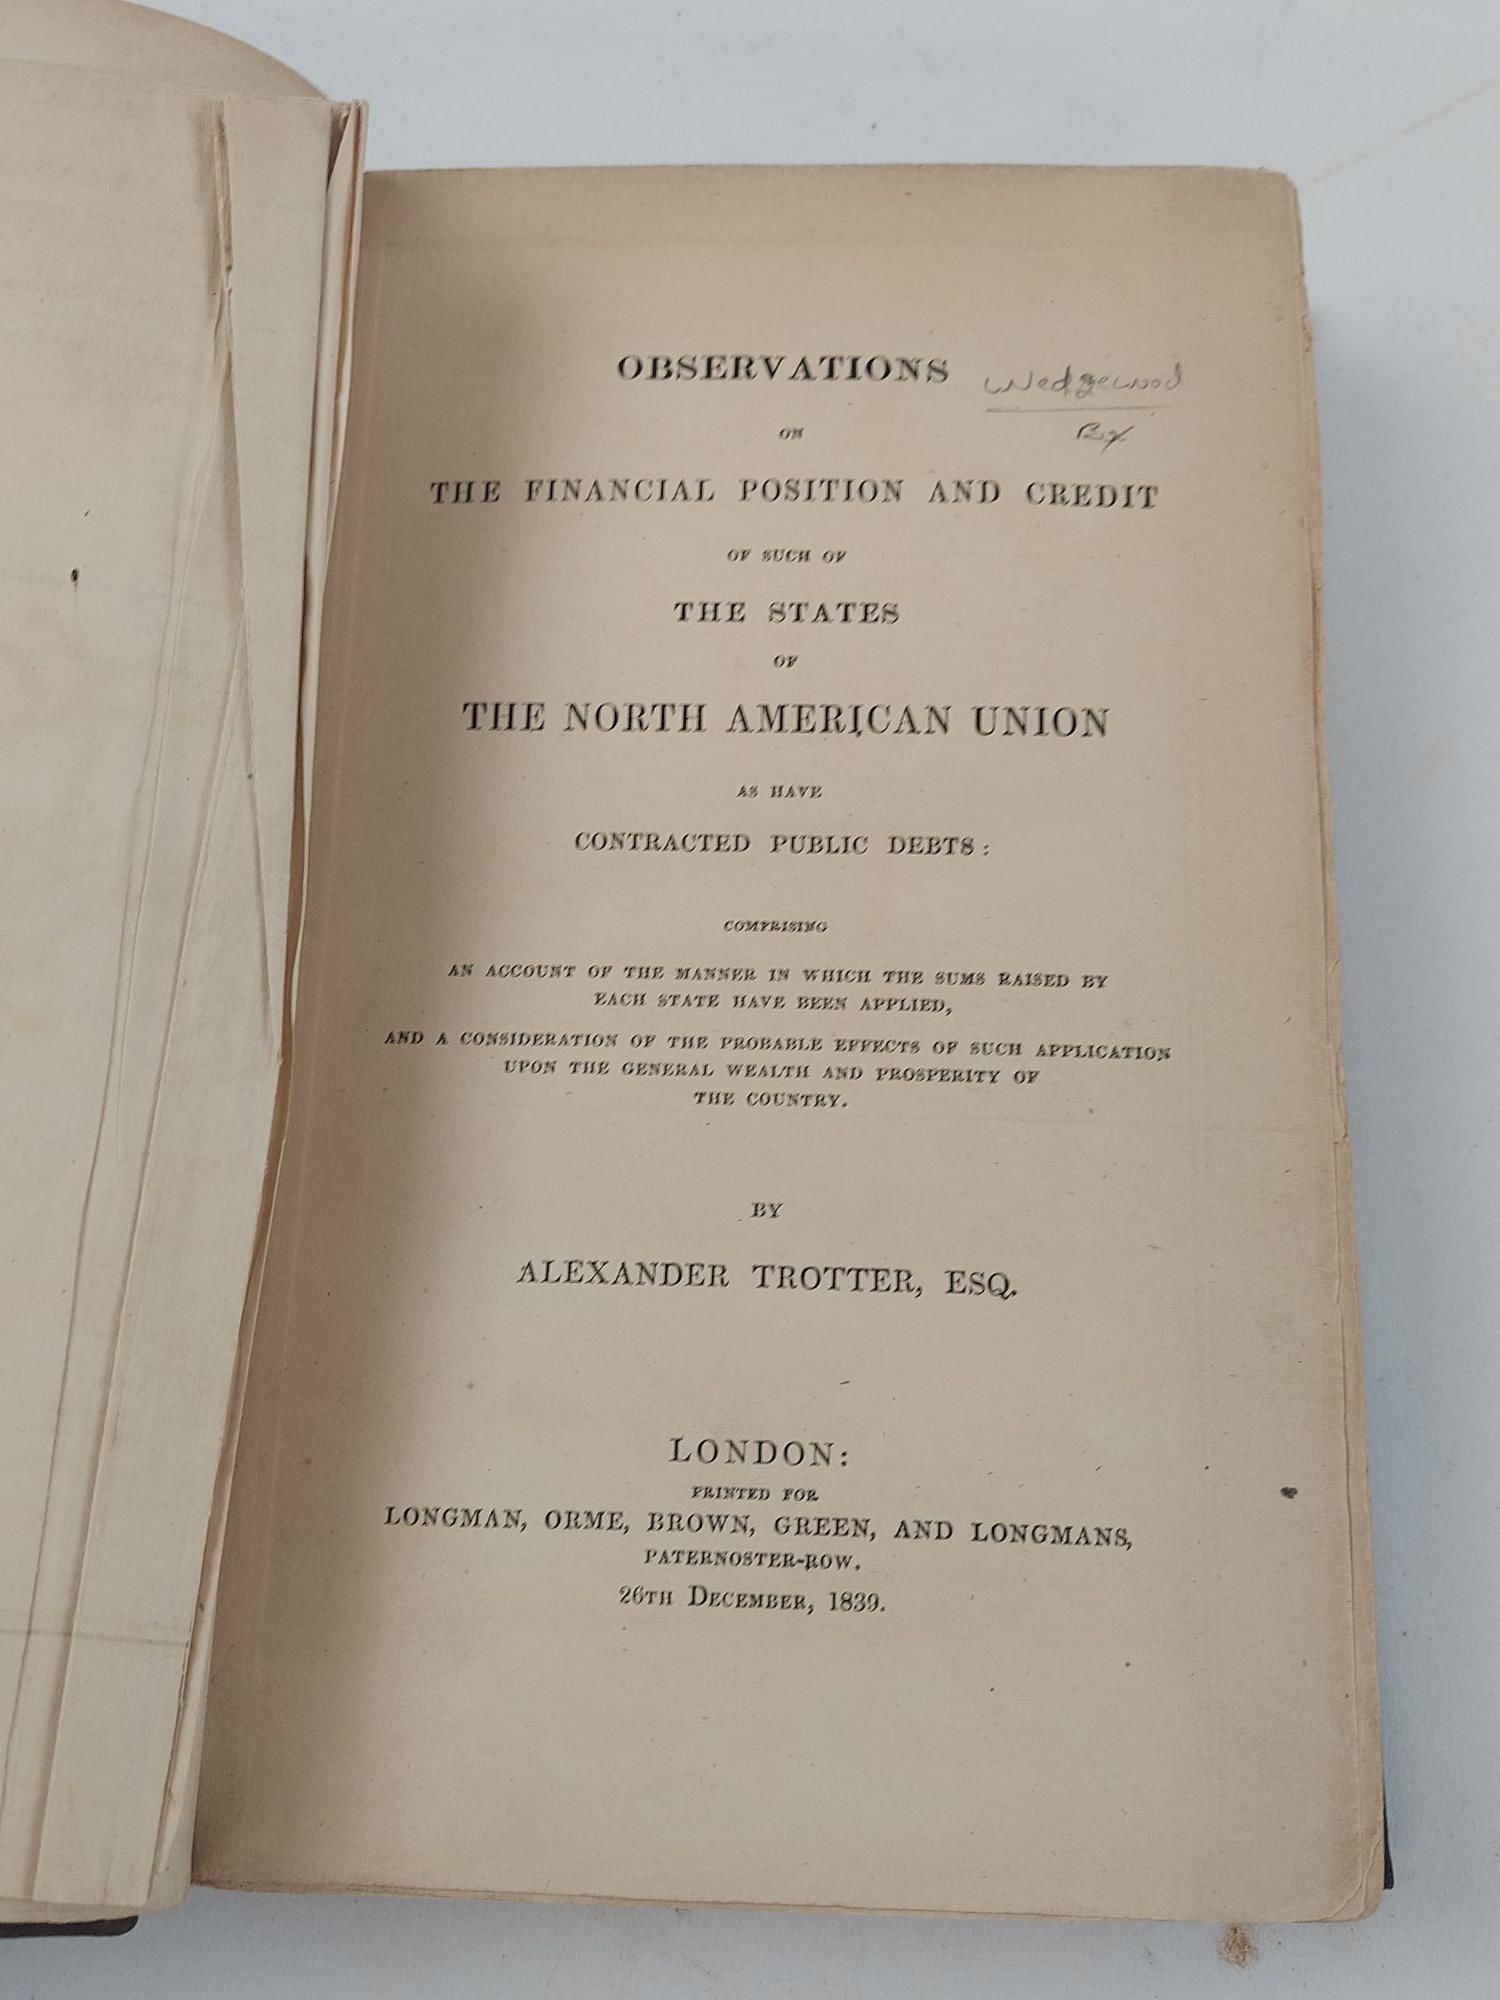 OBSERVATIONS
Wedgewood
ON
THE FINANCIAL POSITION AND CREDIT
OF SUCH OF
THE STATES
OF
THE NORTH AMERICAN UNION
AS HAVE
CONTRACTED PUBLIC DEBTS:
COMPRISING
AN ACCOUNT OF THE MANNER IN WHICH THE SUMS RAISED BY
EACH STATE HAVE BEEN APPLIED,
AND A CONSIDERATION OF THE PROBABLE EFFECTS OF SUCH APPLICATION
UPON THE GENERAL WEALTH AND PROSPERITY OF
THE COUNTRY.
BY
ALEXANDER TROTTER, ESQ.
LONDON:
PRINTED FOR
LONGMAN, ORME, BROWN, GREEN, AND LONGMANS,
PATERNOSTER-ROW.
26TH DECEMBER, 1839.